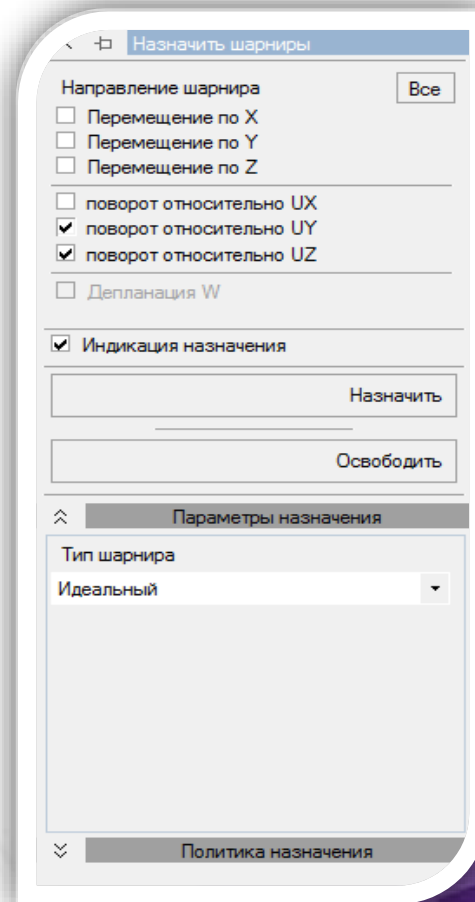 Назначить шарниры
Направление шарнира
Все
Перемещение по X
Перемещение по Y
Перемещение по Z
поворот относительно UX
поворот относительно UY
поворот относительно UZ
Депланация W
Индикация назначения
Назначить
Освободить
Параметры назначения
Тип шарнира
Идеальный
Политика назначения